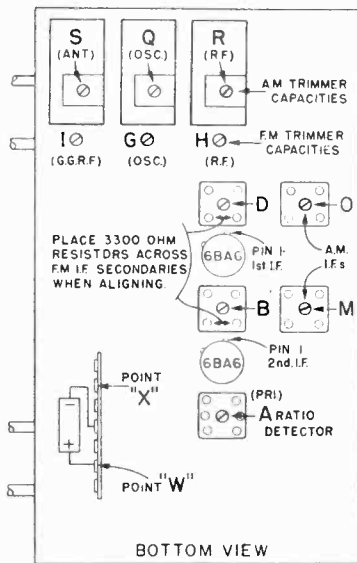 S Q R
(ANT.) (OSC.) (R.F.)
A.M. TRIMMER
CAPACITIES
I G H
(G.G.R.F.) (OSC.) (R.F.)
F.M TRIMMER
CAPACITIES
D O
PLACE 3300 OHM
RESISTORS ACROSS
F.M I.F. SECONDARIES
WHEN ALIGNING.
6BA6
PIN 1-
1st I.F.
A.M.
I.F.s
B M
6BA6
PIN 1
2nd. I.F.
(PRI.)
A RATIO
DETECTOR
POINT
"X"
- +
POINT "W"
BOTTOM VIEW